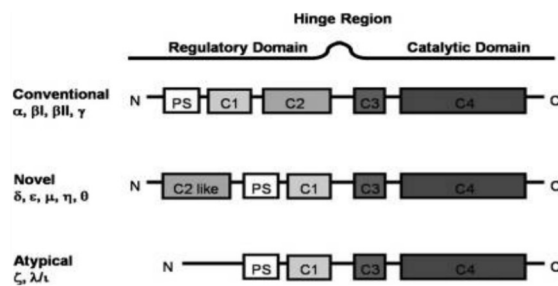 Hinge Region
Regulatory Domain Catalytic Domain
Conventional
α, βI, βII, γ
N PS C1 C2 C3 C4 C
Novel
δ, ε, μ, η, θ
N C2 like PS C1 C3 C4 C
Atypical
ζ, λ/ι
N PS C1 C3 C4 C